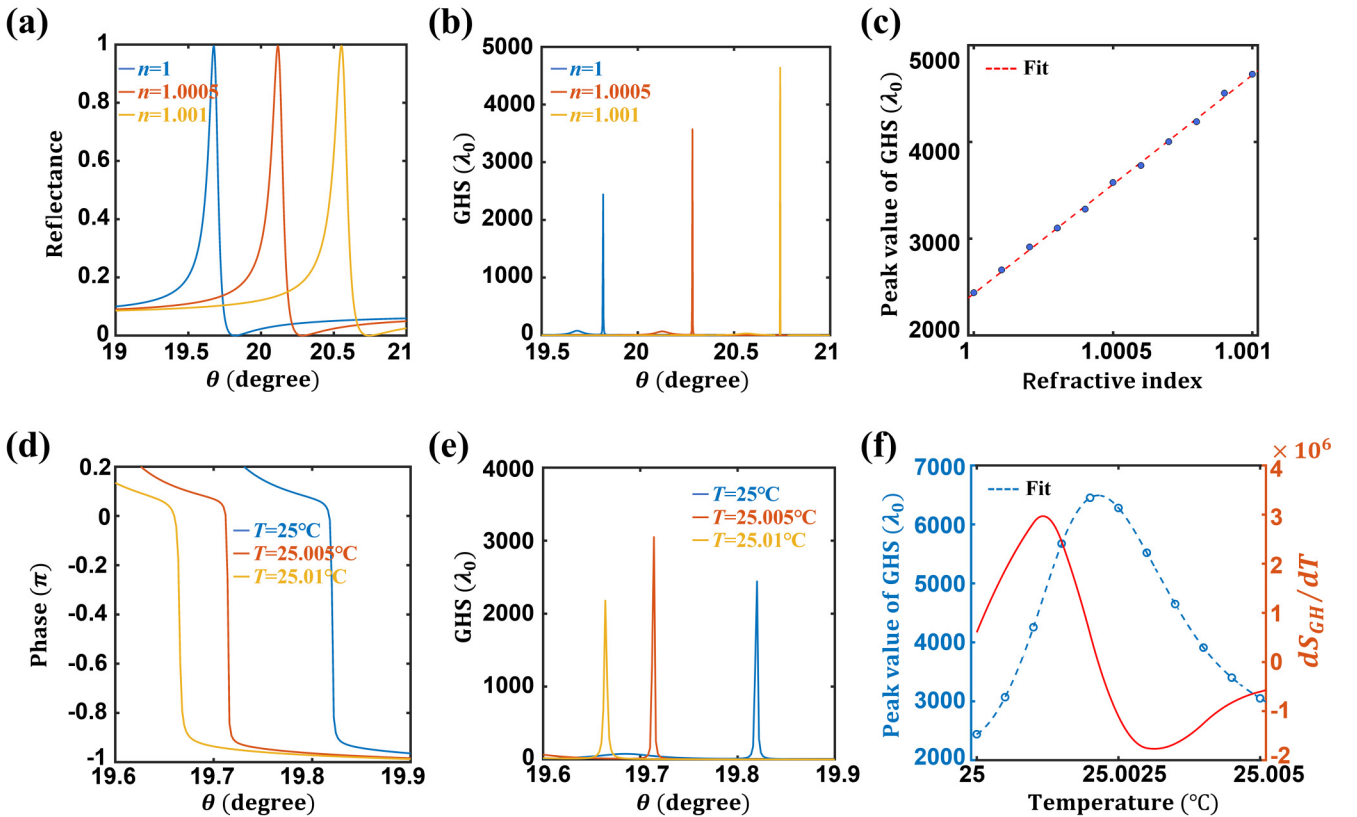 (a)
Reflectance
1
0.8
0.6
0.4
0.2
0
n=1
n=1.0005
n=1.001
19 19.5 20 20.5 21
θ (degree)
(b)
GHS (λ₀)
5000
4000
3000
2000
1000
0
n=1
n=1.0005
n=1.001
19.5 20 20.5 21
θ (degree)
(c)
Peak value of GHS (λ₀)
5000
4000
3000
2000
Fit
1 1.0005 1.001
Refractive index
(d)
Phase (π)
0.2
0
-0.2
-0.4
-0.6
-0.8
-1
T=25°C
T=25.005°C
T=25.01°C
19.6 19.7 19.8 19.9
θ (degree)
(e)
GHS (λ₀)
4000
3000
2000
1000
0
T=25°C
T=25.005°C
T=25.01°C
19.6 19.7 19.8 19.9
θ (degree)
(f)
Peak value of GHS (λ₀)
7000
6000
5000
4000
3000
2000
Fit
× 10⁶
4
3
2
1
0
-1
-2
dS_GH/dT
25 25.0025 25.005
Temperature (°C)